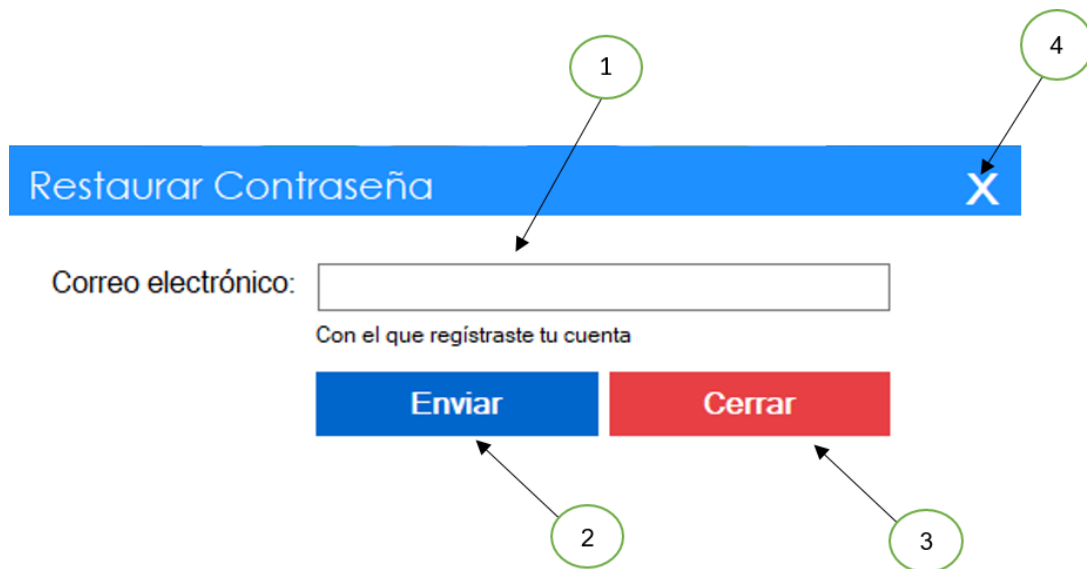 4
1
Restaurar Contraseña X
Correo electrónico:
Con el que regístraste tu cuenta
Enviar Cerrar
2
3